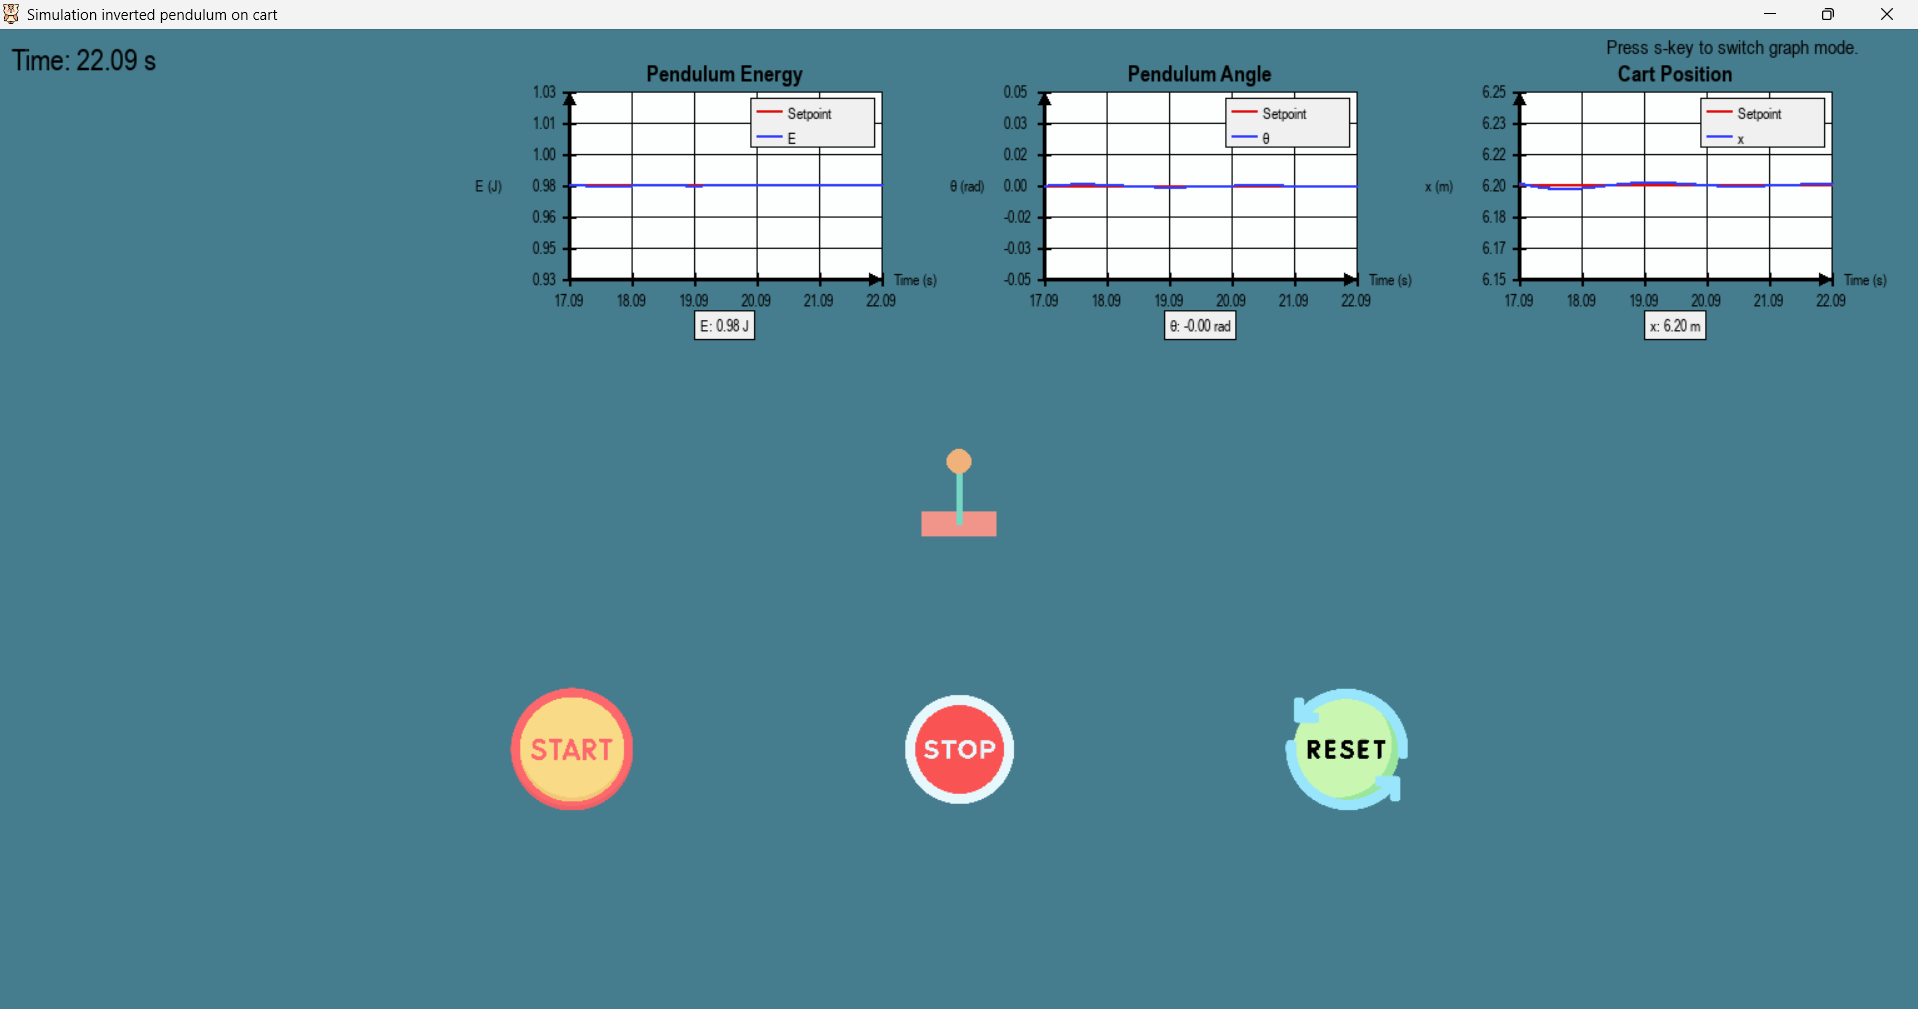 Simulation inverted pendulum on cart
Time: 22.09 s
Press s-key to switch graph mode.
Pendulum Energy
1.03
1.01
1.00
0.98
0.96
0.95
0.93
E (J)
Setpoint
E
17.09 18.09 19.09 20.09 21.09 22.09
Time (s)
E: 0.98 J
Pendulum Angle
0.05
0.03
0.02
0.00
-0.02
-0.03
-0.05
θ (rad)
Setpoint
θ
17.09 18.09 19.09 20.09 21.09 22.09
Time (s)
θ: -0.00 rad
Cart Position
6.25
6.23
6.22
6.20
6.18
6.17
6.15
x (m)
Setpoint
x
17.09 18.09 19.09 20.09 21.09 22.09
Time (s)
x: 6.20 m
START
STOP
RESET